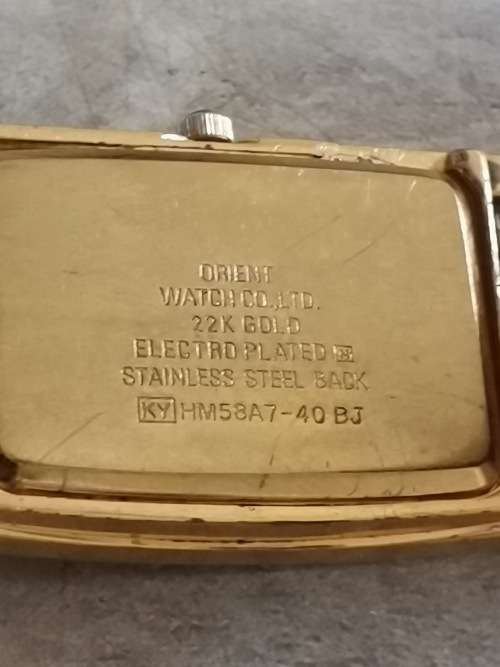 ORIENT
WATCH CO.,LTD.
22K GOLD
ELECTRO PLATED
STAINLESS STEEL BACK
KY HM58A7-40 BJ